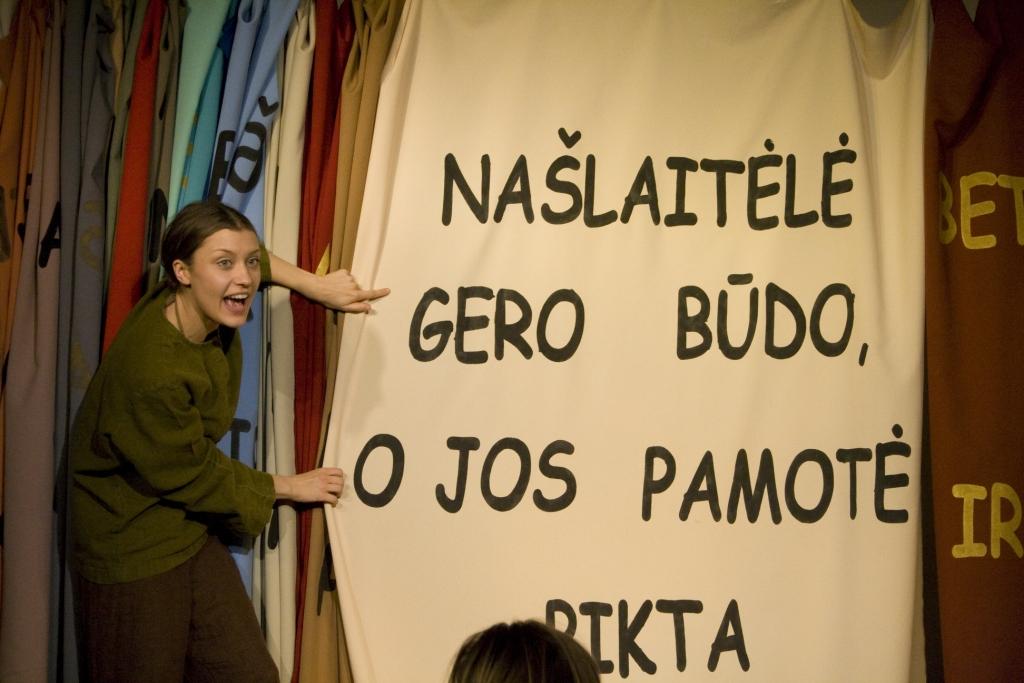 NAŠLAITĖLĖ
GERO BŪDO,
O JOS PAMOTĖ
PIKTA
BET
IR